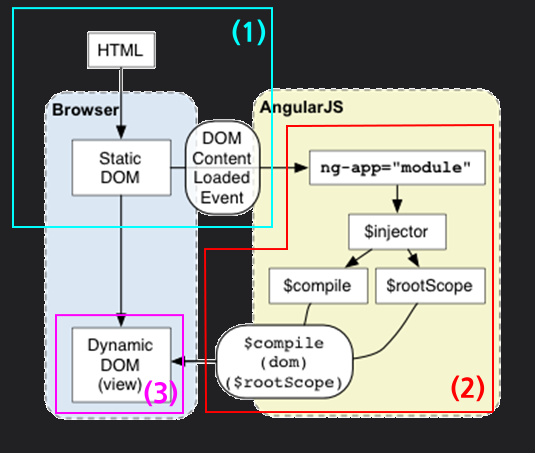 (1)
HTML
Browser
AngularJS
Static
DOM
DOM
Content
Loaded
Event
ng-app="module"
$injector
$compile
$rootScope
Dynamic
DOM
(view)
(3)
$compile
(dom)
($rootScope)
(2)